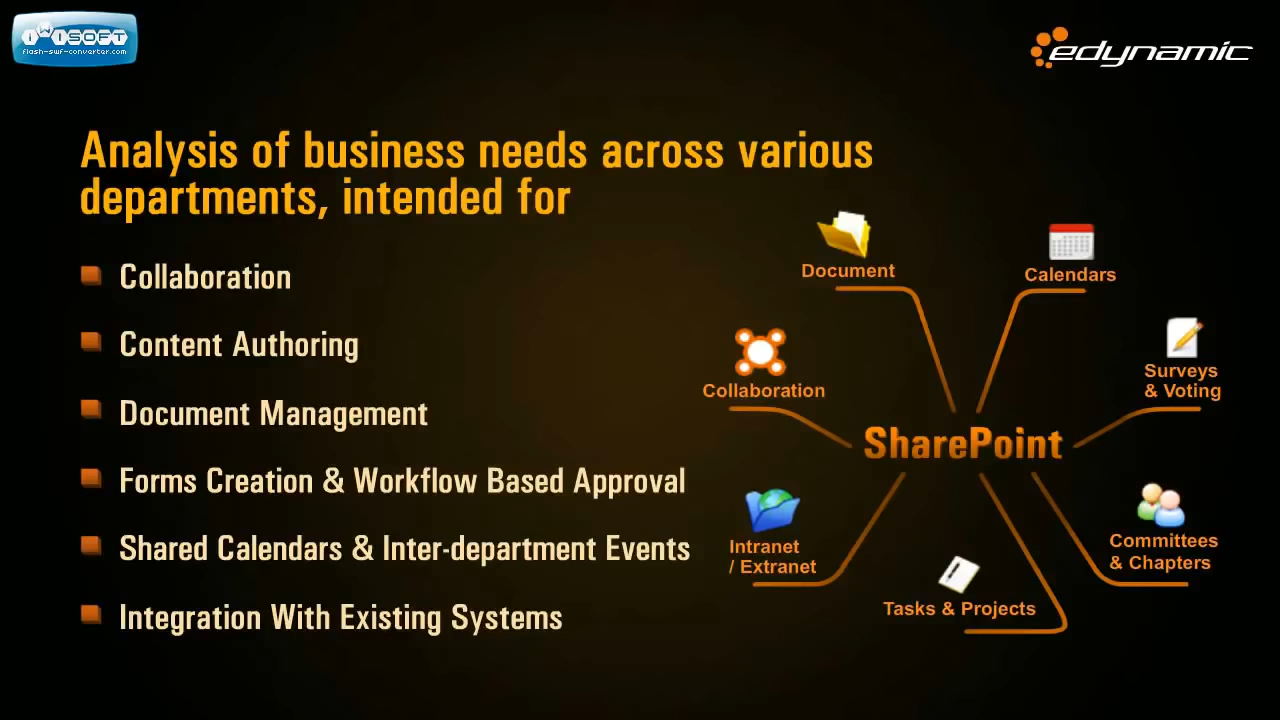 iWiSOFT
flash-swf-converter.com
edynamic
Analysis of business needs across various
departments, intended for
Collaboration
Content Authoring
Document Management
Forms Creation & Workflow Based Approval
Shared Calendars & Inter-department Events
Integration With Existing Systems
Document
Calendars
Collaboration
Surveys
& Voting
SharePoint
Intranet
/ Extranet
Committees
& Chapters
Tasks & Projects